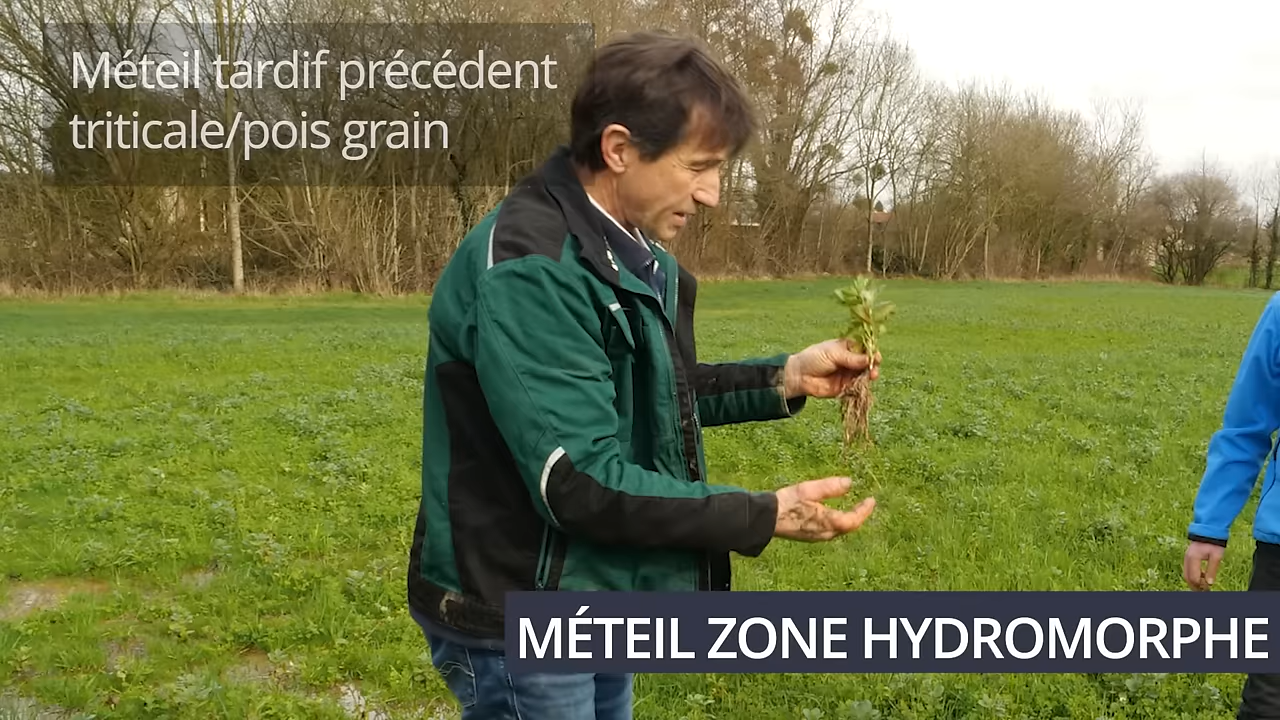 Méteil tardif précédent
triticale/pois grain
MÉTEIL ZONE HYDROMORPHE